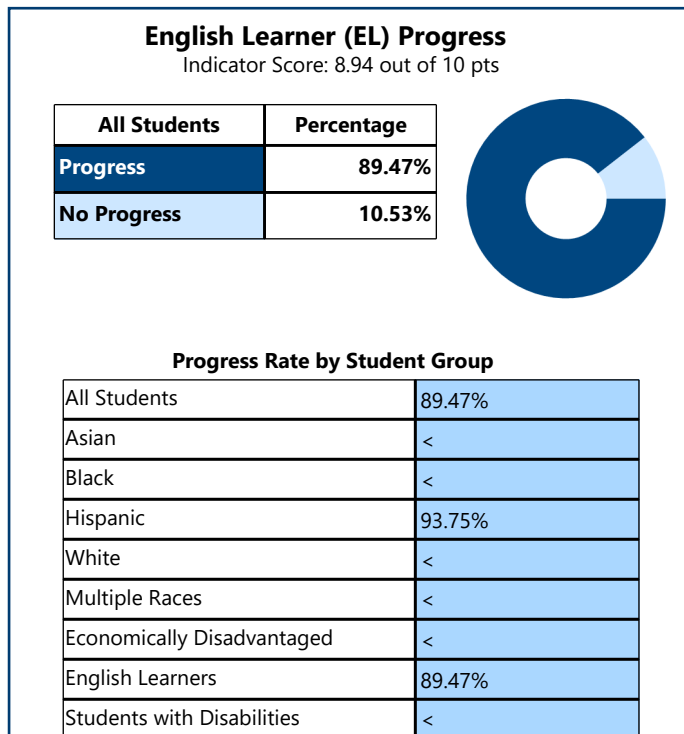 English Learner (EL) Progress
Indicator Score: 8.94 out of 10 pts
All Students Percentage
Progress 89.47%
No Progress 10.53%
Progress Rate by Student Group
All Students 89.47%
Asian <
Black <
Hispanic 93.75%
White <
Multiple Races <
Economically Disadvantaged <
English Learners 89.47%
Students with Disabilities <